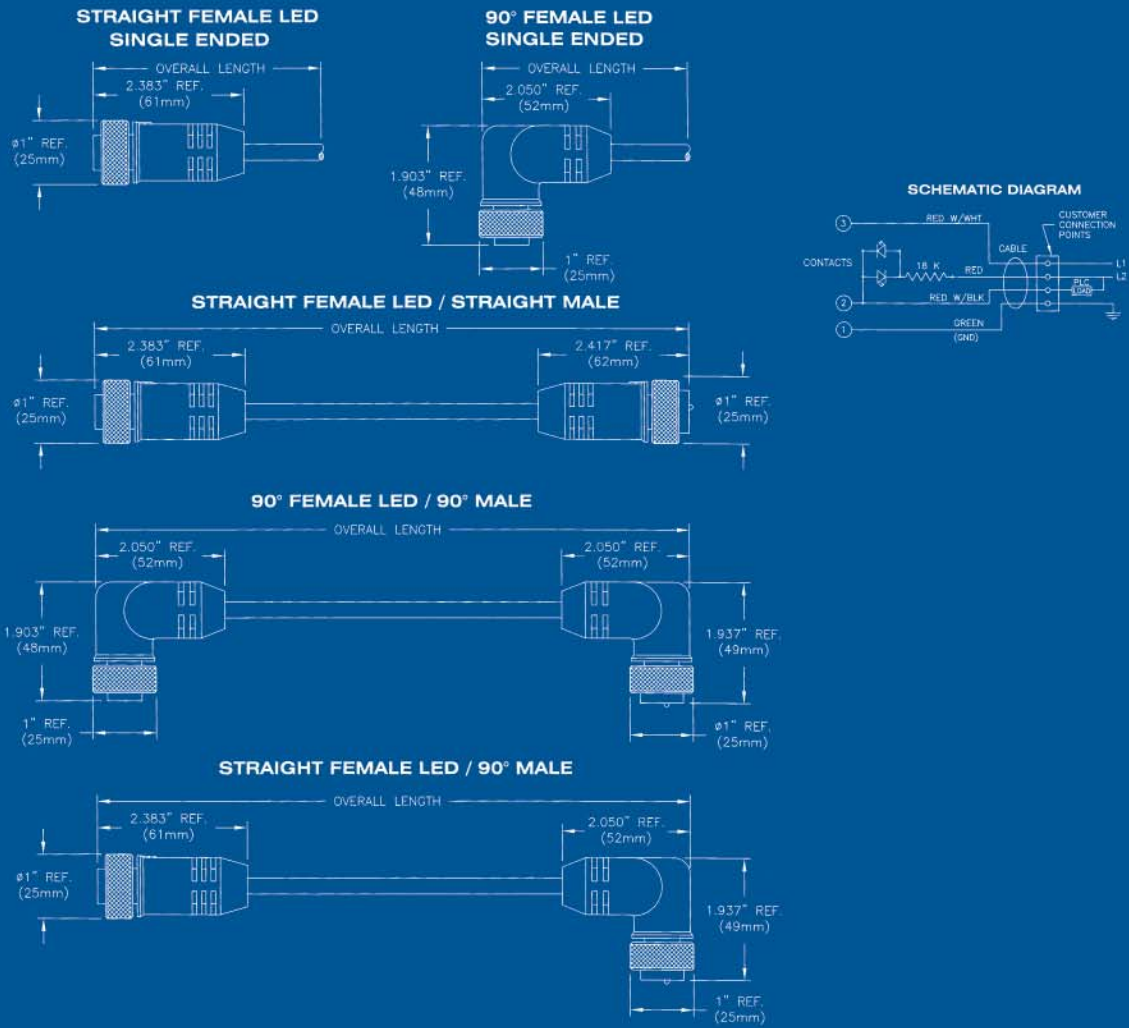 STRAIGHT FEMALE LED
SINGLE ENDED
OVERALL LENGTH
2.383" REF.
(61mm)
ø1" REF.
(25mm)
90° FEMALE LED
SINGLE ENDED
OVERALL LENGTH
2.050" REF.
(52mm)
1.903" REF.
(48mm)
1" REF.
(25mm)
SCHEMATIC DIAGRAM
3
RED W/WHT
CUSTOMER
CONNECTION
POINTS
CABLE
CONTACTS
18 K
RED
L1
L2
PLC
LOAD
2
RED W/BLK
1
GREEN
(GND)
STRAIGHT FEMALE LED / STRAIGHT MALE
OVERALL LENGTH
2.383" REF.
(61mm)
2.417" REF.
(62mm)
ø1" REF.
(25mm)
ø1" REF.
(25mm)
90° FEMALE LED / 90° MALE
OVERALL LENGTH
2.050" REF.
(52mm)
2.050" REF.
(52mm)
1.903" REF.
(48mm)
1.937" REF.
(49mm)
1" REF.
(25mm)
ø1" REF.
(25mm)
STRAIGHT FEMALE LED / 90° MALE
OVERALL LENGTH
2.383" REF.
(61mm)
2.050" REF.
(52mm)
ø1" REF.
(25mm)
1.937" REF.
(49mm)
1" REF.
(25mm)